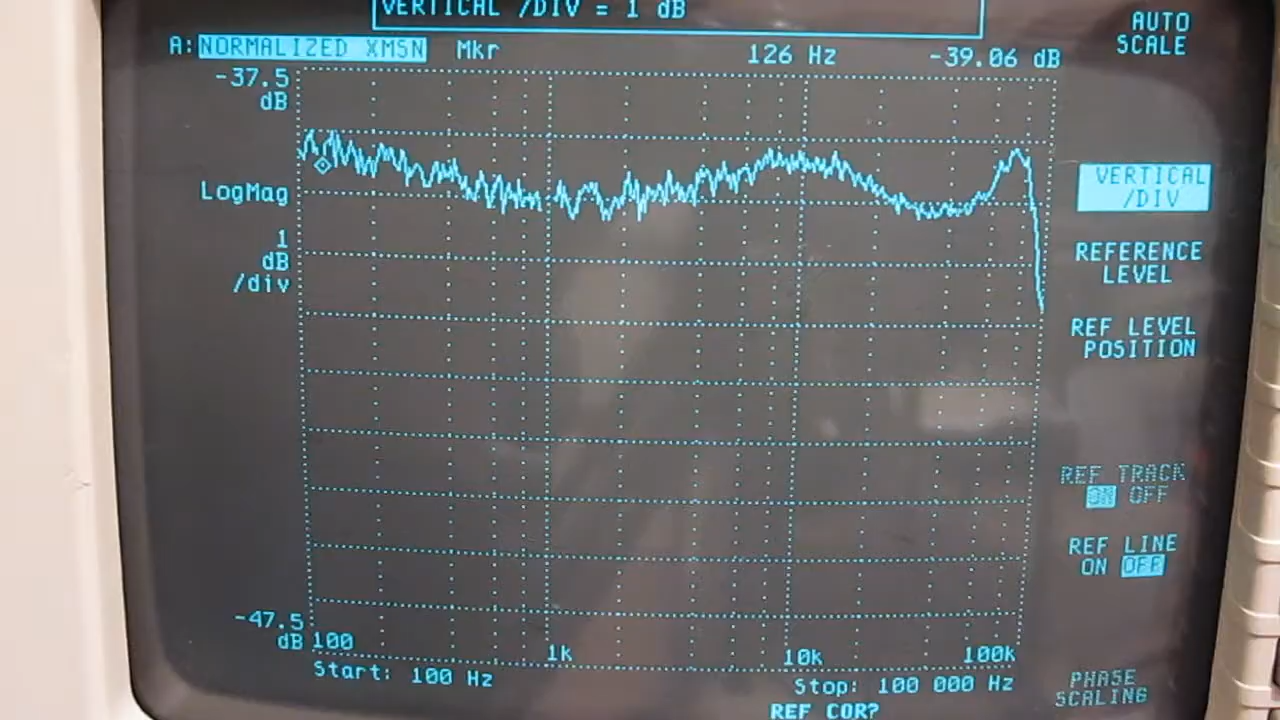 VERTICAL /DIV = 1 dB
AUTO
SCALE
A: NORMALIZED XMSN Mkr 126 Hz -39.06 dB
-37.5
dB
LogMag
1
dB
/div
-47.5
dB
100 1k 10k 100k
Start: 100 Hz Stop: 100 000 Hz
REF COR?
VERTICAL
/DIV
REFERENCE
LEVEL
REF LEVEL
POSITION
REF TRACK
ON OFF
REF LINE
ON OFF
PHASE
SCALING